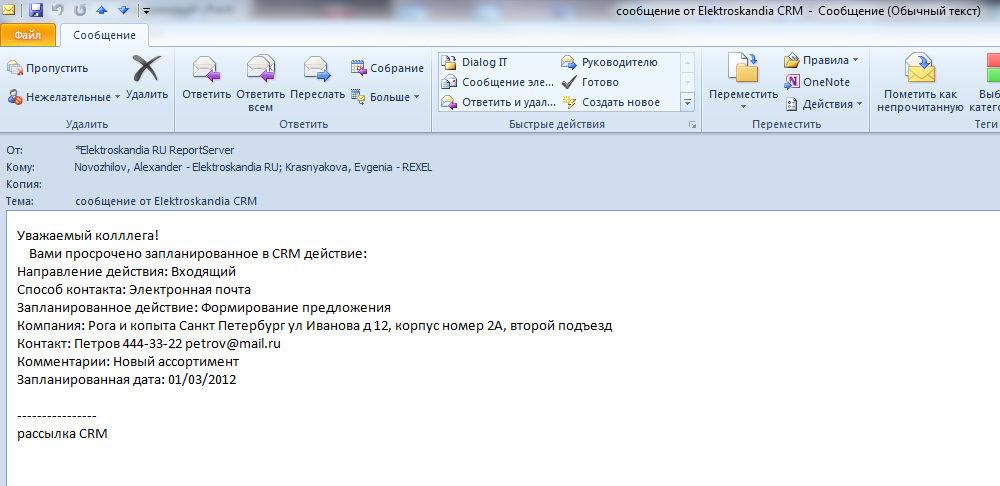 сообщение от Elektroskandia CRM - Сообщение (Обычный текст)
Файл
Сообщение
Пропустить
Нежелательные
Удалить
Удалить
Ответить
Ответить всем
Переслать
Собрание
Больше
Ответить
Dialog IT
Сообщение эле...
Ответить и удал...
Руководителю
Готово
Создать новое
Быстрые действия
Переместить
Правила
OneNote
Действия
Переместить
Пометить как непрочитанную
Выб
катего
Теги
От: *Elektroskandia RU ReportServer
Кому: Novozhilov, Alexander - Elektroskandia RU; Krasnyakova, Evgenia - REXEL
Копия:
Тема: сообщение от Elektroskandia CRM
Уважаемый колллега!
Вами просрочено запланированное в CRM действие:
Направление действия: Входящий
Способ контакта: Электронная почта
Запланированное действие: Формирование предложения
Компания: Рога и копыта Санкт Петербург ул Иванова д 12, корпус номер 2А, второй подъезд
Контакт: Петров 444-33-22 petrov@mail.ru
Комментарии: Новый ассортимент
Запланированная дата: 01/03/2012
----------------
рассылка CRM